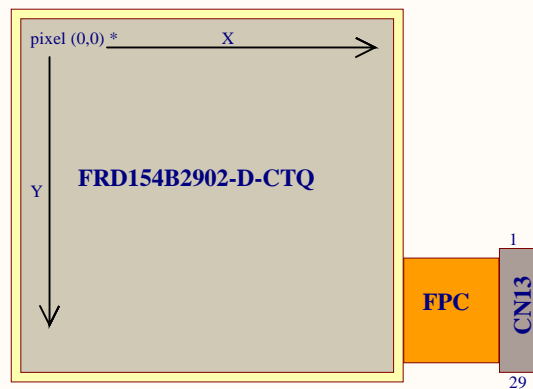 pixel (0,0) *
X
Y
FRD154B2902-D-CTQ
1
FPC
CN13
29